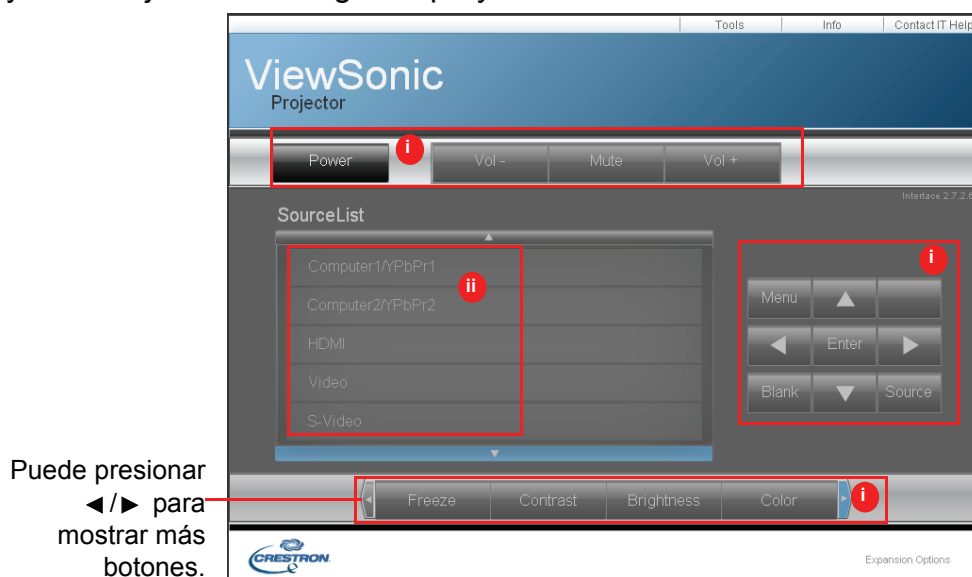 Tools Info Contact IT Help
ViewSonic
Projector
Power i Vol - Mute Vol +
Interface 2.7.2.
SourceList
i
Computer1/YPbPr1
ii
Computer2/YPbPr2
Menu
HDMI
Enter
Video
Blank Source
S-Video
Puede presionar
◄/► para
mostrar más
botones.
Freeze Contrast Brightness Color i
CRESTRON
Expansion Options